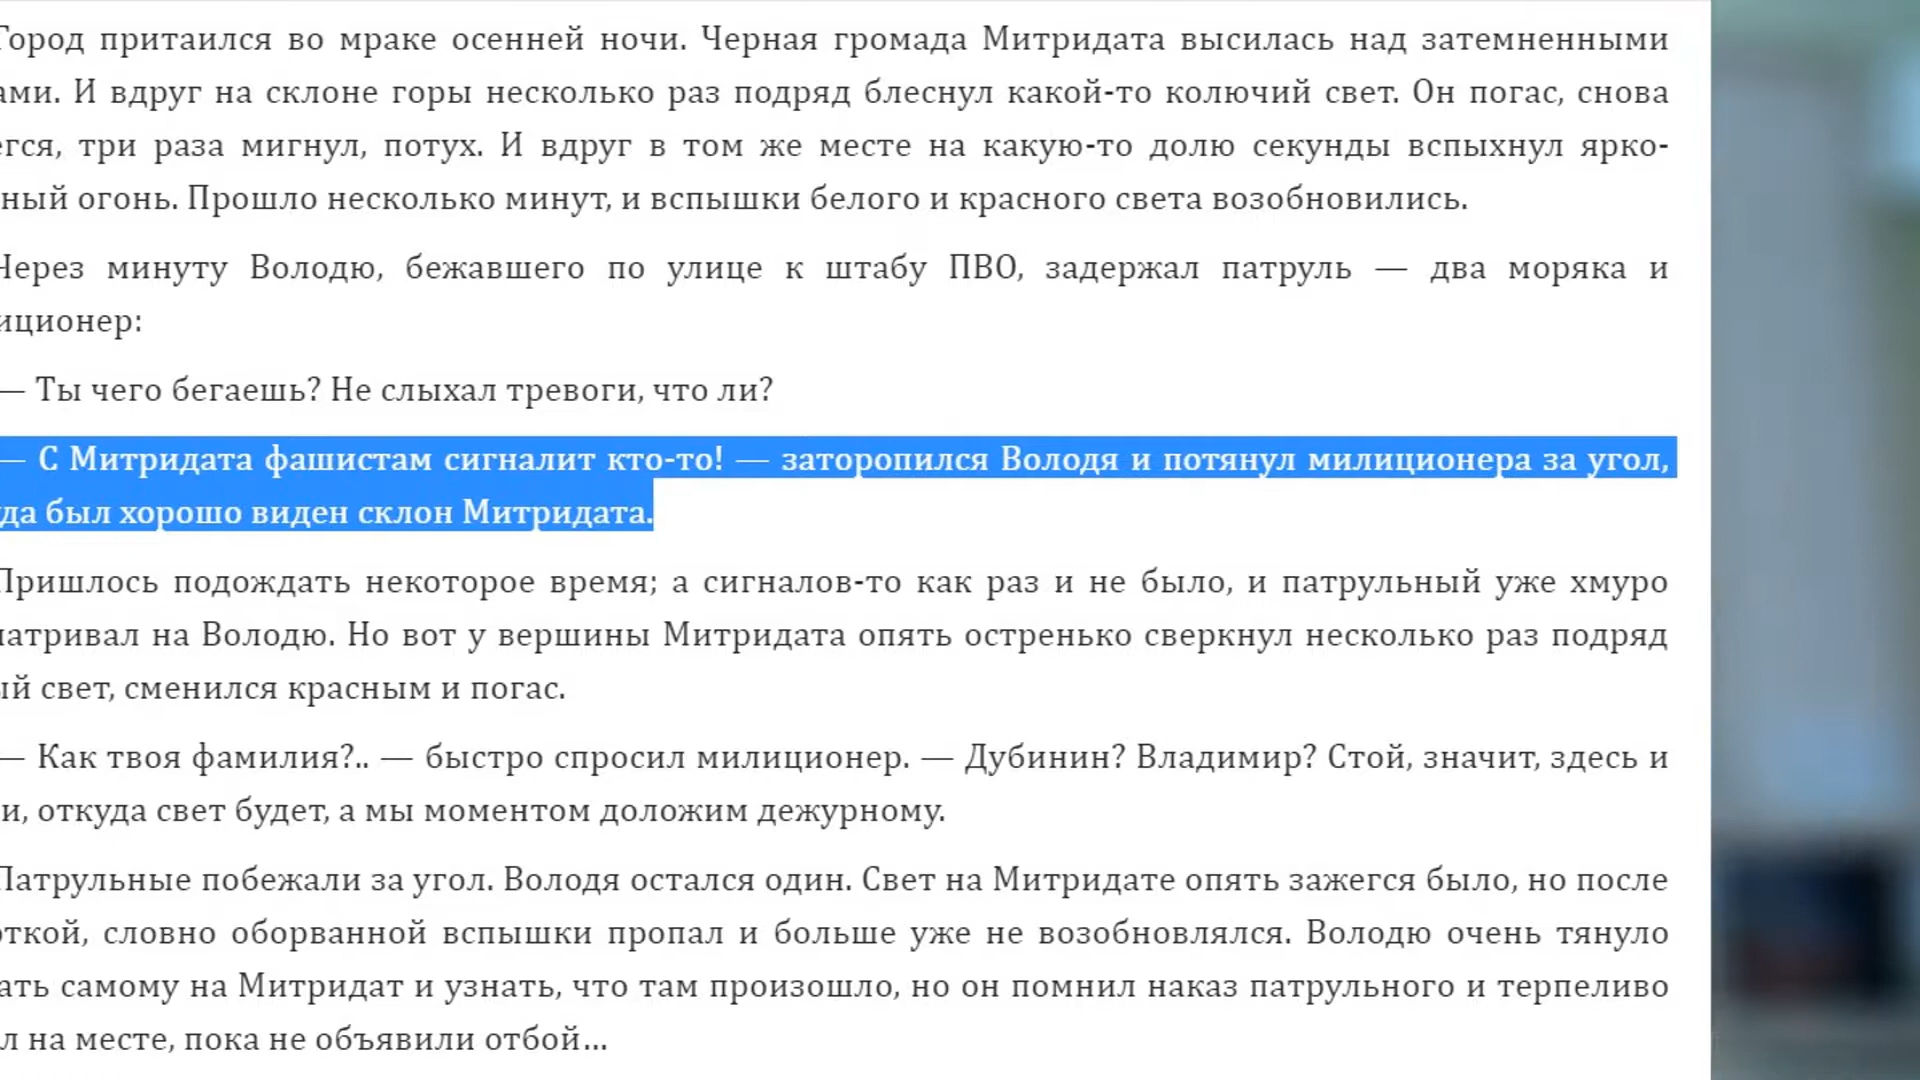 Город притаился во мраке осенней ночи. Черная громада Митридата высилась над затемненными
ами. И вдруг на склоне горы несколько раз подряд блеснул какой-то колючий свет. Он погас, снова
егся, три раза мигнул, потух. И вдруг в том же месте на какую-то долю секунды вспыхнул ярко-
ный огонь. Прошло несколько минут, и вспышки белого и красного света возобновились.
Через минуту Володю, бежавшего по улице к штабу ПВО, задержал патруль — два моряка и
иционер:
— Ты чего бегаешь? Не слыхал тревоги, что ли?
— С Митридата фашистам сигналит кто-то! — заторопился Володя и потянул милиционера за угол,
уда был хорошо виден склон Митридата.
Пришлось подождать некоторое время; а сигналов-то как раз и не было, и патрульный уже хмуро
матривал на Володю. Но вот у вершины Митридата опять остренько сверкнул несколько раз подряд
ый свет, сменился красным и погас.
— Как твоя фамилия?.. — быстро спросил милиционер. — Дубинин? Владимир? Стой, значит, здесь и
и, откуда свет будет, а мы моментом доложим дежурному.
Патрульные побежали за угол. Володя остался один. Свет на Митридате опять зажегся было, но после
откой, словно оборванной вспышки пропал и больше уже не возобновлялся. Володю очень тянуло
ать самому на Митридат и узнать, что там произошло, но он помнил наказ патрульного и терпеливо
л на месте, пока не объявили отбой...